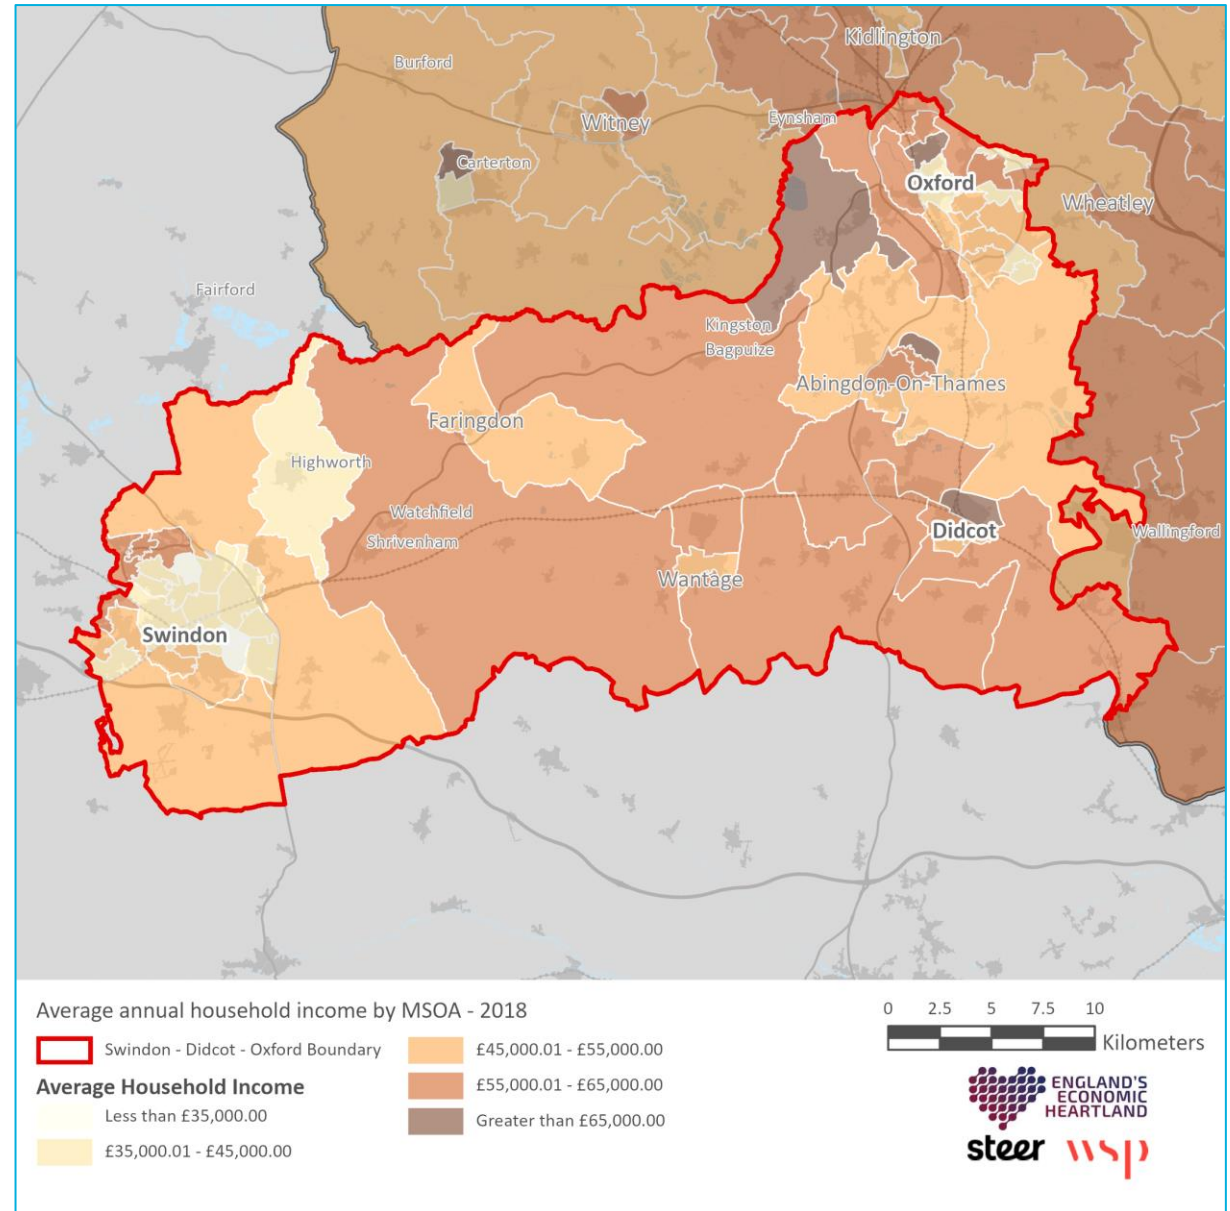 Kidlington
Burford
Witney
Eynsham
Carterton
Oxford
Wheatley
Fairford
Kingston
Bagpuize
Abingdon-On-Thames
Faringdon
Highworth
Watchfield
Shrivenham
Didcot
Wallingford
Wantage
Swindon
Average annual household income by MSOA - 2018
Swindon - Didcot - Oxford Boundary
Average Household Income
Less than £35,000.00
£35,000.01 - £45,000.00
£45,000.01 - £55,000.00
£55,000.01 - £65,000.00
Greater than £65,000.00
0 2.5 5 7.5 10
Kilometers
ENGLAND'S
ECONOMIC
HEARTLAND
steer wsp